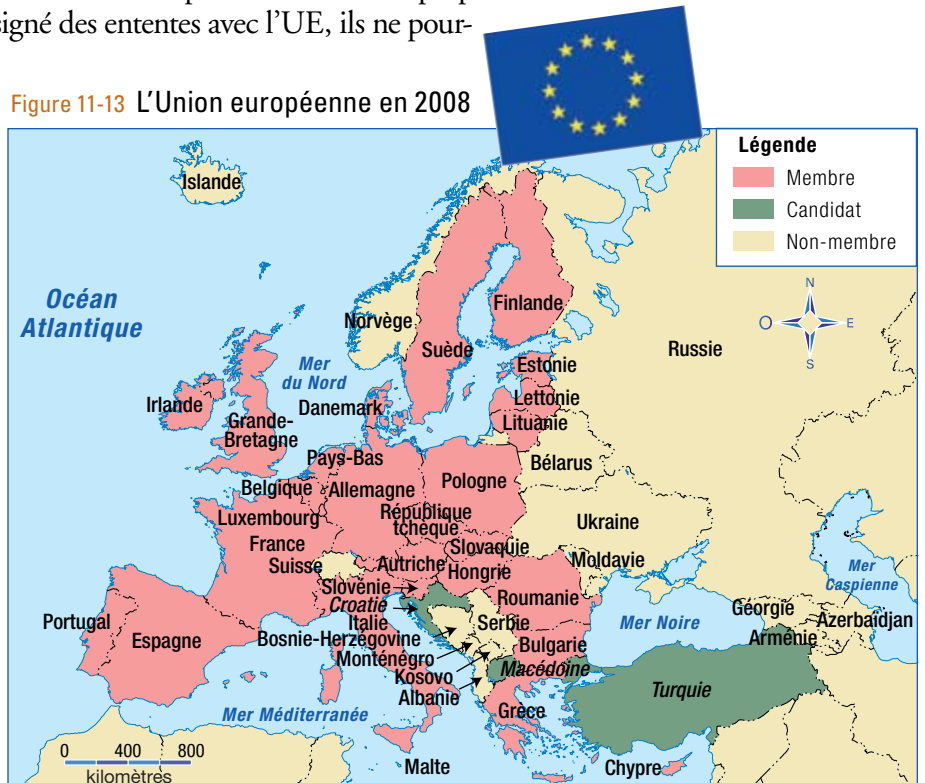 signé des ententes avec l'UE, ils ne pour-
Figure 11-13 L'Union européenne en 2008
Légende
Membre
Candidat
Non-membre
Islande
Océan
Atlantique
N
O
E
S
Norvège
Finlande
Suède
Russie
Mer
du Nord
Estonie
Lettonie
Lituanie
Irlande
Danemark
Grande-
Bretagne
Pays-Bas
Bélarus
Belgique
Allemagne
Pologne
Luxembourg
République
tchèque
Ukraine
France
Slovaquie
Suisse
Autriche
Hongrie
Moldavie
Mer
Caspienne
Slovénie
Croatie
Roumanie
Italie
Serbie
Portugal
Espagne
Bosnie-Herzégovine
Mer Noire
Géorgie
Azerbaïdjan
Arménie
Bulgarie
Monténégro
Macédoine
Kosovo
Albanie
Turquie
Grèce
Mer Méditerranée
0 400 800
kilomètres
Malte
Chypre